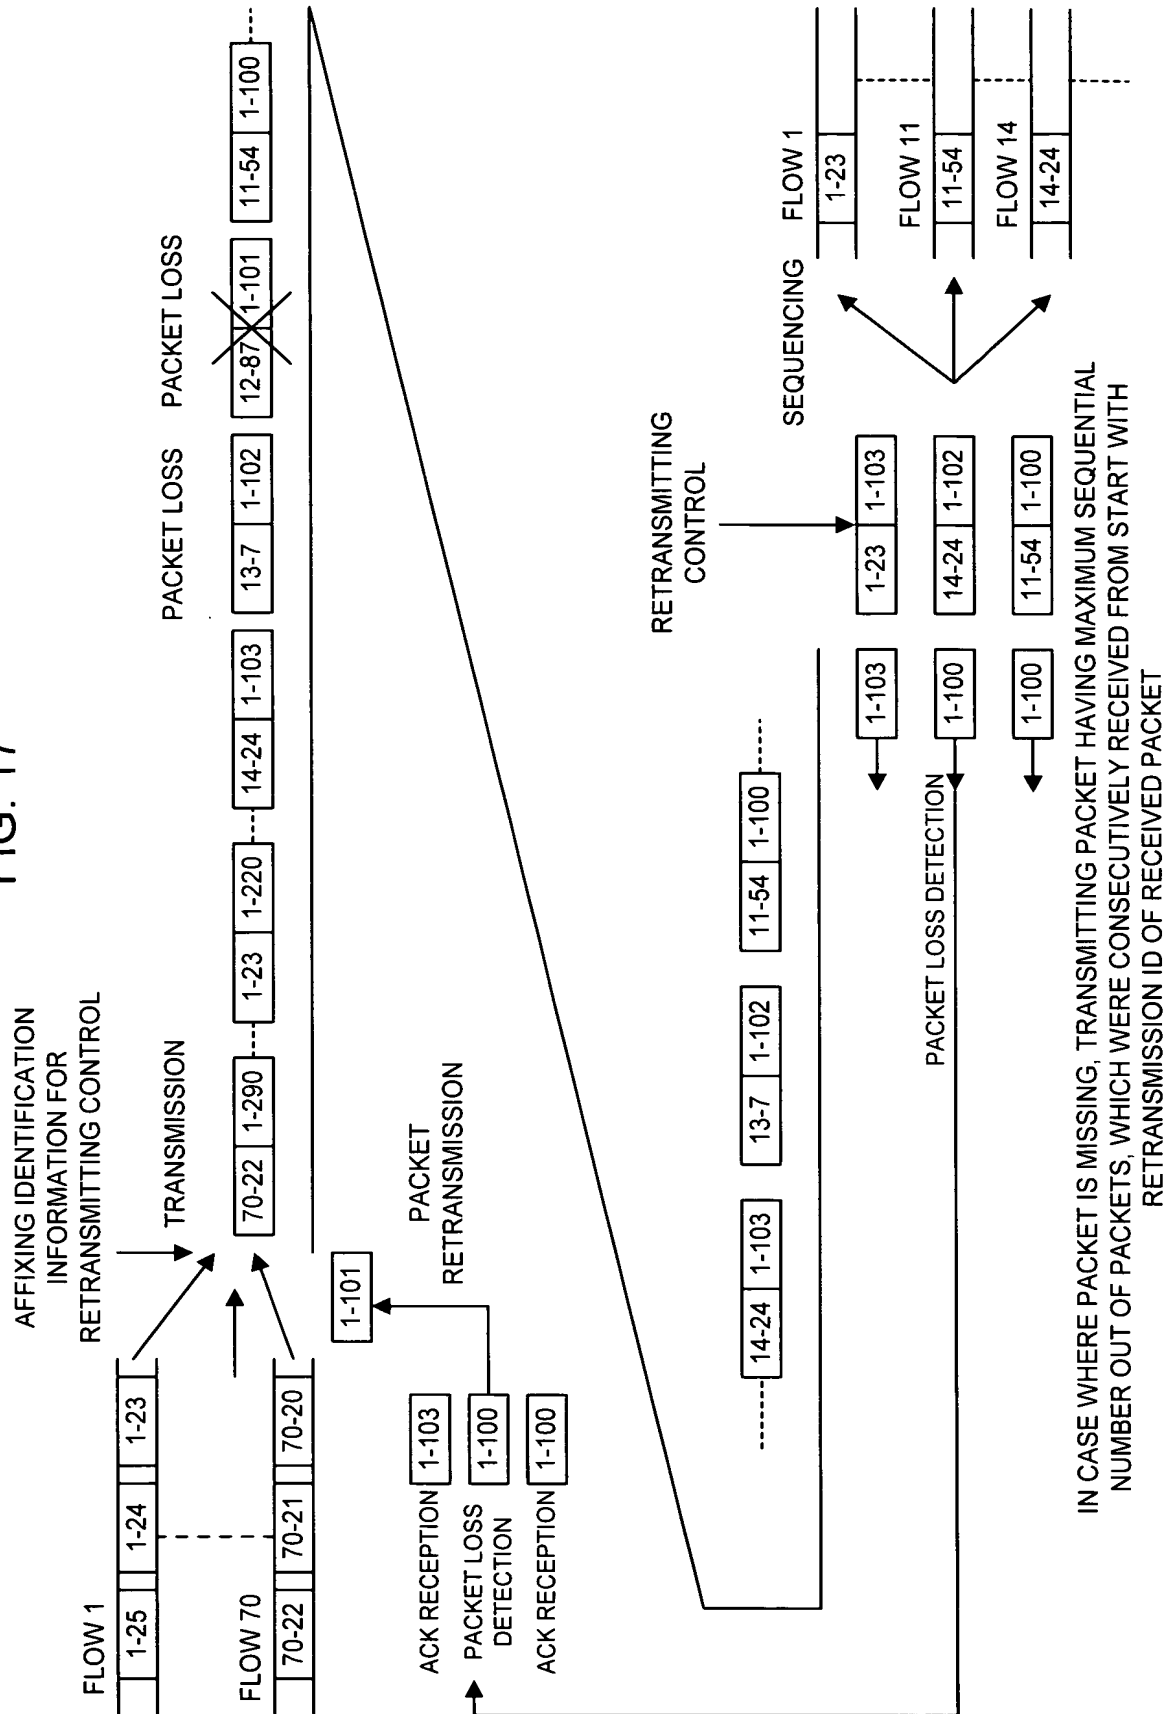 FIG. 17
AFFIXING IDENTIFICATION
INFORMATION FOR
RETRANSMITTING CONTROL
TRANSMISSION
PACKET LOSS
PACKET LOSS
FLOW 1
1-25
1-24
1-23
FLOW 70
70-22
70-21
70-20
70-22
1-290
1-23
1-220
14-24
1-103
13-7
1-102
12-87
1-101
11-54
1-100
1-101
PACKET
RETRANSMISSION
ACK RECEPTION
1-103
PACKET LOSS
DETECTION
1-100
ACK RECEPTION
1-100
14-24
1-103
13-7
1-102
11-54
1-100
RETRANSMITTING
CONTROL
SEQUENCING
1-103
1-23
1-103
PACKET LOSS DETECTION
1-100
14-24
1-102
1-100
11-54
1-100
FLOW 1
1-23
FLOW 11
11-54
FLOW 14
14-24
IN CASE WHERE PACKET IS MISSING, TRANSMITTING PACKET HAVING MAXIMUM SEQUENTIAL
NUMBER OUT OF PACKETS, WHICH WERE CONSECUTIVELY RECEIVED FROM START WITH
RETRANSMISSION ID OF RECEIVED PACKET